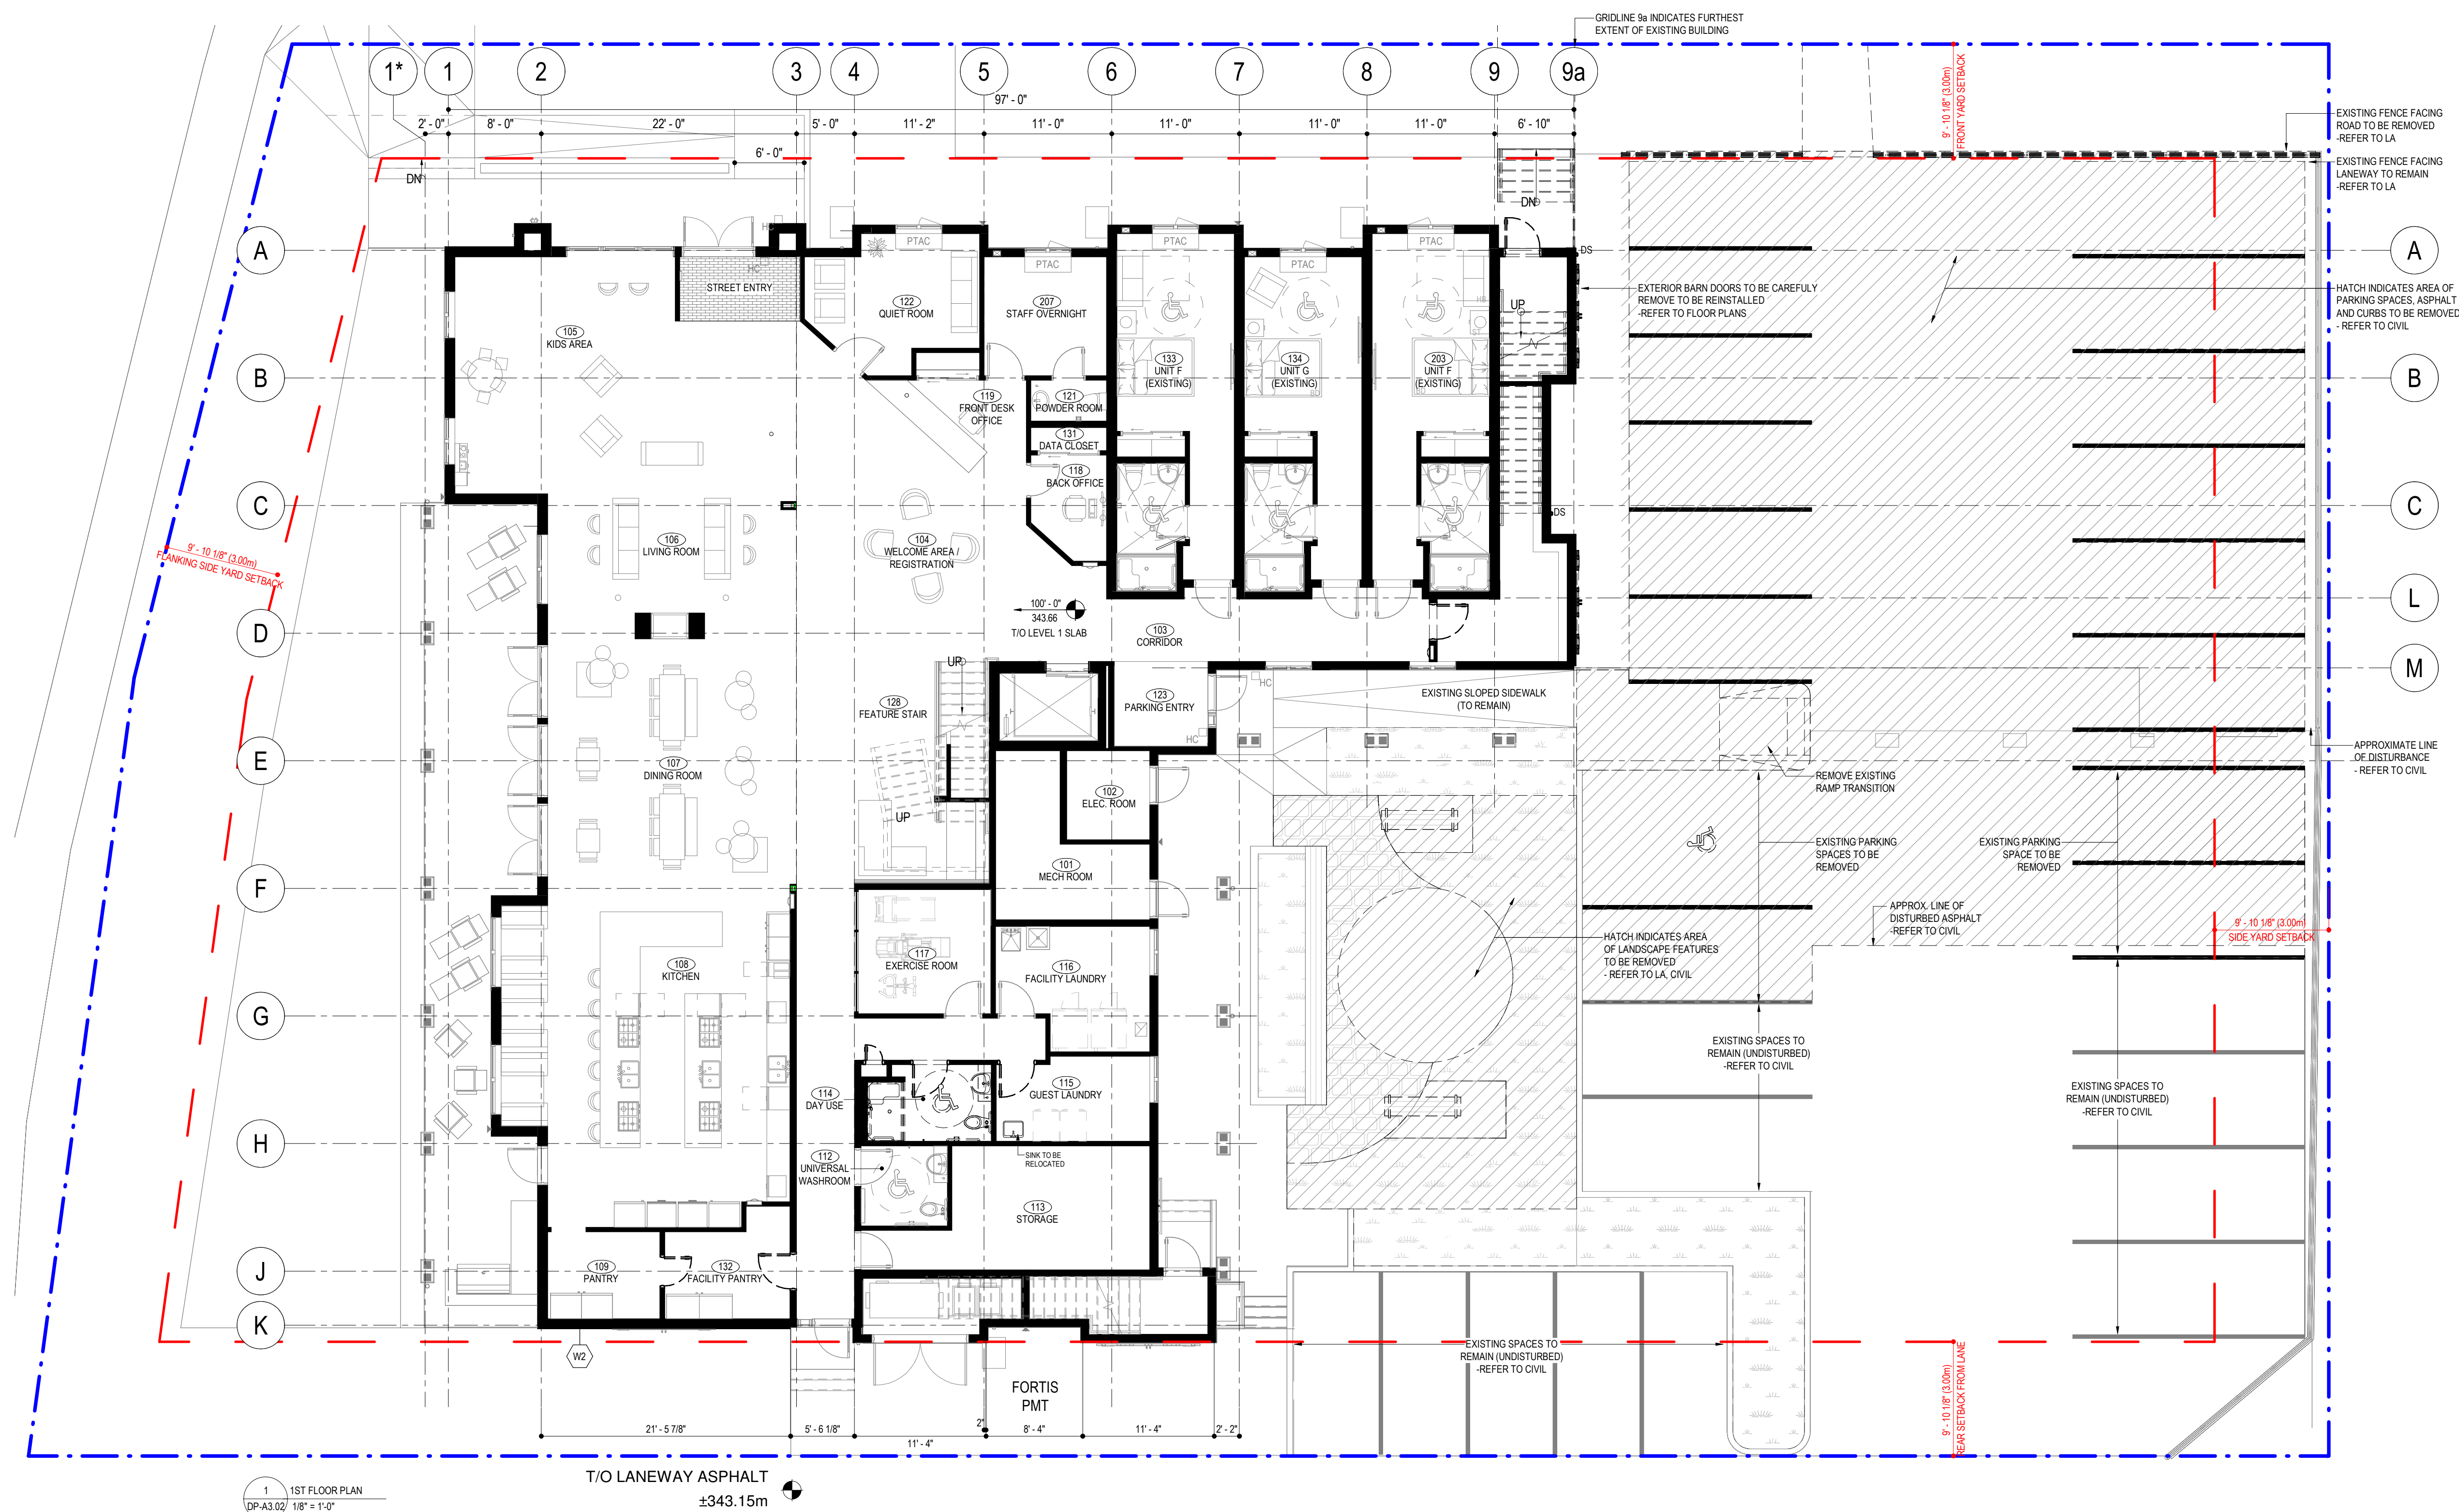 GRIDLINE 9a INDICATES FURTHEST
EXTENT OF EXISTING BUILDING
1*
1
2
3
4
5
6
7
8
9
9a
97' - 0"
2' - 0"
8' - 0"
22' - 0"
5' - 0"
11' - 2"
11' - 0"
11' - 0"
11' - 0"
11' - 0"
6' - 10"
6' - 0"
9' - 10 1/8" (3.00m)
FRONT YARD SETBACK
EXISTING FENCE FACING
ROAD TO BE REMOVED
-REFER TO LA
EXISTING FENCE FACING
LANEWAY TO REMAIN
-REFER TO LA
DN
DN
HC
PTAC
PTAC
PTAC
PTAC
PTAC
DS
A
A
HC
STREET ENTRY
122
QUIET ROOM
207
STAFF OVERNIGHT
UP
HB
ST
EXTERIOR BARN DOORS TO BE CAREFULY
REMOVE TO BE REINSTALLED
-REFER TO FLOOR PLANS
HATCH INDICATES AREA OF
PARKING SPACES, ASPHALT
AND CURBS TO BE REMOVED
- REFER TO CIVIL
105
KIDS AREA
133
UNIT F
(EXISTING)
134
UNIT G
(EXISTING)
203
UNIT F
(EXISTING)
BD
BD
B
B
119
FRONT DESK
OFFICE
121
POWDER ROOM
131
DATA CLOSET
118
BACK OFFICE
C
C
DS
106
LIVING ROOM
104
WELCOME AREA /
REGISTRATION
9' - 10 1/8" (3.00m)
FLANKING SIDE YARD SETBACK
L
100' - 0"
343.66
T/O LEVEL 1 SLAB
103
CORRIDOR
D
M
UP
128
FEATURE STAIR
123
PARKING ENTRY
HC
HC
EXISTING SLOPED SIDEWALK
(TO REMAIN)
E
107
DINING ROOM
102
ELEC. ROOM
REMOVE EXISTING
RAMP TRANSITION
APPROXIMATE LINE
OF DISTURBANCE
- REFER TO CIVIL
UP
EXISTING PARKING
SPACES TO BE
REMOVED
EXISTING PARKING
SPACE TO BE
REMOVED
101
MECH ROOM
F
APPROX. LINE OF
DISTURBED ASPHALT
-REFER TO CIVIL
9' - 10 1/8" (3.00m)
SIDE YARD SETBACK
HATCH INDICATES AREA
OF LANDSCAPE FEATURES
TO BE REMOVED
- REFER TO LA, CIVIL
108
KITCHEN
117
EXERCISE ROOM
116
FACILITY LAUNDRY
G
EXISTING SPACES TO
REMAIN (UNDISTURBED)
-REFER TO CIVIL
EXISTING SPACES TO
REMAIN (UNDISTURBED)
-REFER TO CIVIL
114
DAY USE
115
GUEST LAUNDRY
H
SINK TO BE
RELOCATED
112
UNIVERSAL
WASHROOM
113
STORAGE
J
109
PANTRY
132
FACILITY PANTRY
K
W2
EXISTING SPACES TO
REMAIN (UNDISTURBED)
-REFER TO CIVIL
FORTIS
PMT
9' - 10 1/8" (3.00m)
REAR SETBACK FROM LANE
21' - 5 7/8"
5' - 6 1/8"
11' - 4"
2"
8' - 4"
11' - 4"
2' - 2"
T/O LANEWAY ASPHALT
±343.15m
1
1ST FLOOR PLAN
DP-A3.02
1/8" = 1'-0"